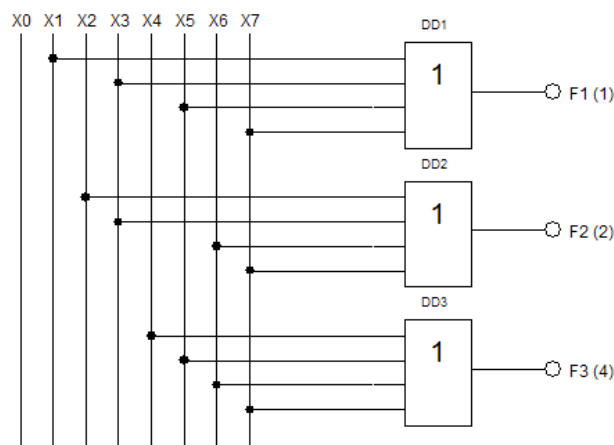 X0 X1 X2 X3 X4 X5 X6 X7
DD1
1
F1 (1)
DD2
1
F2 (2)
DD3
1
F3 (4)